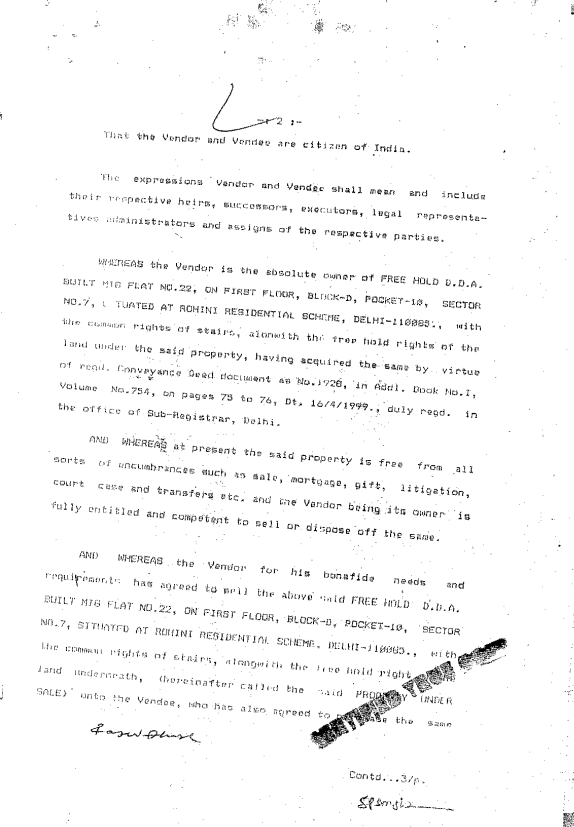 -: 2 :-
That the Vendor and Vendee are citizen of India.
The expressions Vendor and Vendee shall mean and include
their respective heirs, successors, executors, legal representa-
tives administrators and assigns of the respective parties.
WHEREAS the Vendor is the absolute owner of FREE HOLD D.D.A.
BUILT MIG FLAT NO.22, ON FIRST FLOOR, BLOCK-D, POCKET-10, SECTOR
NO.7, TUATED AT ROHINI RESIDENTIAL SCHEME, DELHI-110085., with
the common rights of stairs, alonwith the free hold rights of the
land under the said property, having acquired the same by virtue
of regd. Conveyance Deed document as No.1928, in Addl. Book No.I,
Volume No.754, on pages 75 to 76, Dt. 16/4/1999., duly regd. in
the office of Sub-Registrar, Delhi.
AND WHEREAS at present the said property is free from all
sorts of encumbrances such as sale, mortgage, gift, litigation,
court case and transfers etc. and the Vendor being its owner is
fully entitled and competent to sell or dispose off the same.
AND WHEREAS the Vendor for his bonafide needs and
requirements has agreed to sell the above said FREE HOLD D.D.A.
BUILT MIG FLAT NO.22, ON FIRST FLOOR, BLOCK-D, POCKET-10, SECTOR
NO.7, SITUATED AT ROHINI RESIDENTIAL SCHEME, DELHI-110085., with
the common rights of stairs, alongwith the free hold right
land underneath, (hereinafter called the said UNDER
SALE) unto the Vendee, who has also agreed to the same
Contd...3/p.